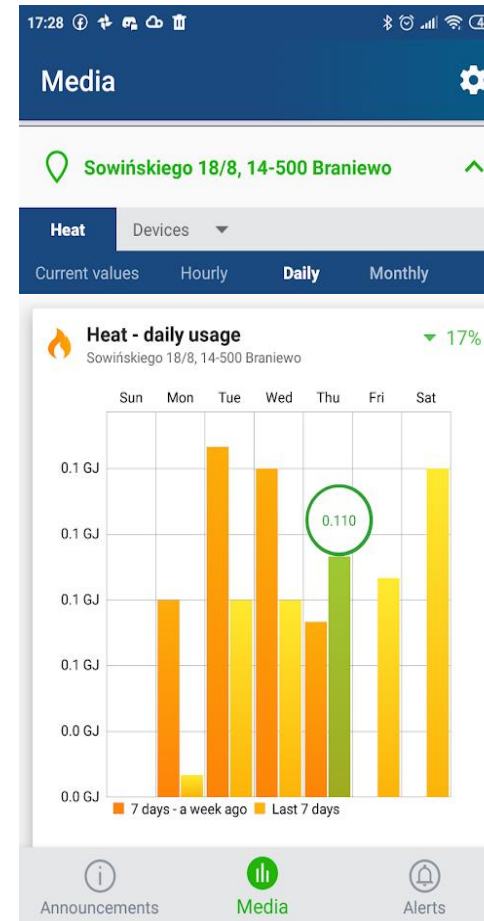 17:28
Media
Sowińskiego 18/8, 14-500 Braniewo
Heat Devices
Current values Hourly Daily Monthly
Heat - daily usage 17%
Sowińskiego 18/8, 14-500 Braniewo
Sun Mon Tue Wed Thu Fri Sat
0.1 GJ
0.1 GJ
0.110
0.1 GJ
0.1 GJ
0.0 GJ
0.0 GJ
7 days - a week ago Last 7 days
Announcements Media Alerts